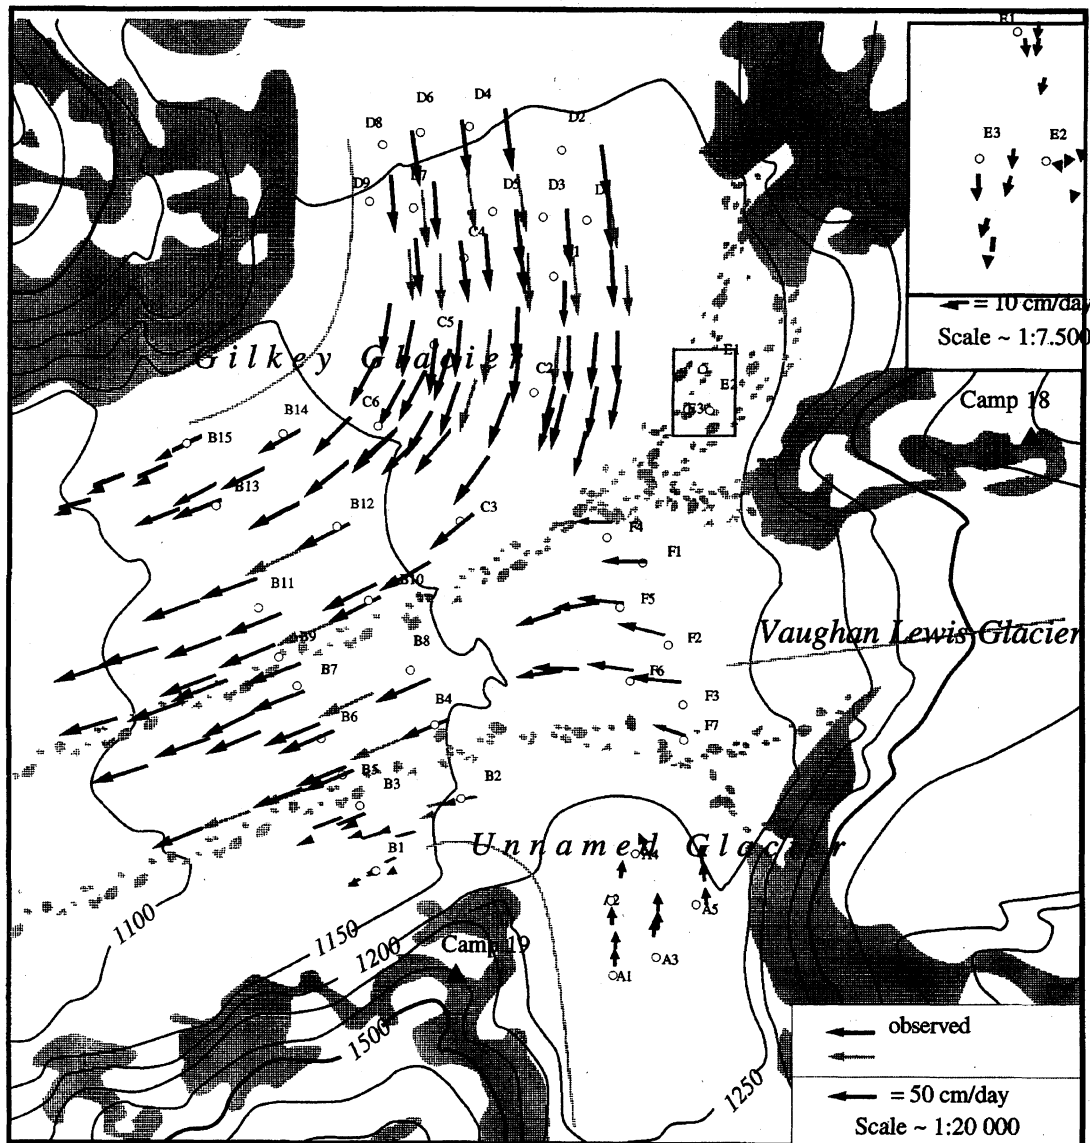 E1
D6 D4
D8 D2
E3 E2
D9 D7 D5 D3
C4
= 10 cm/day
Scale ~ 1:7.500
C5
Gilkey Glacier
E1
C2 E2
E3
Camp 18
C6
B14
B15
B13
B12 C3
F4
F1
B11 B10
F5
Vaughan Lewis Glacier
F2
B9 B8
B7 F6
F3
B6 B4
F7
B5 B2
B3
B1
Unnamed Glacier
A4
A2 A5
1100
1150
1200
Camp 19
A3
A1
1500
1250
observed
= 50 cm/day
Scale ~ 1:20 000